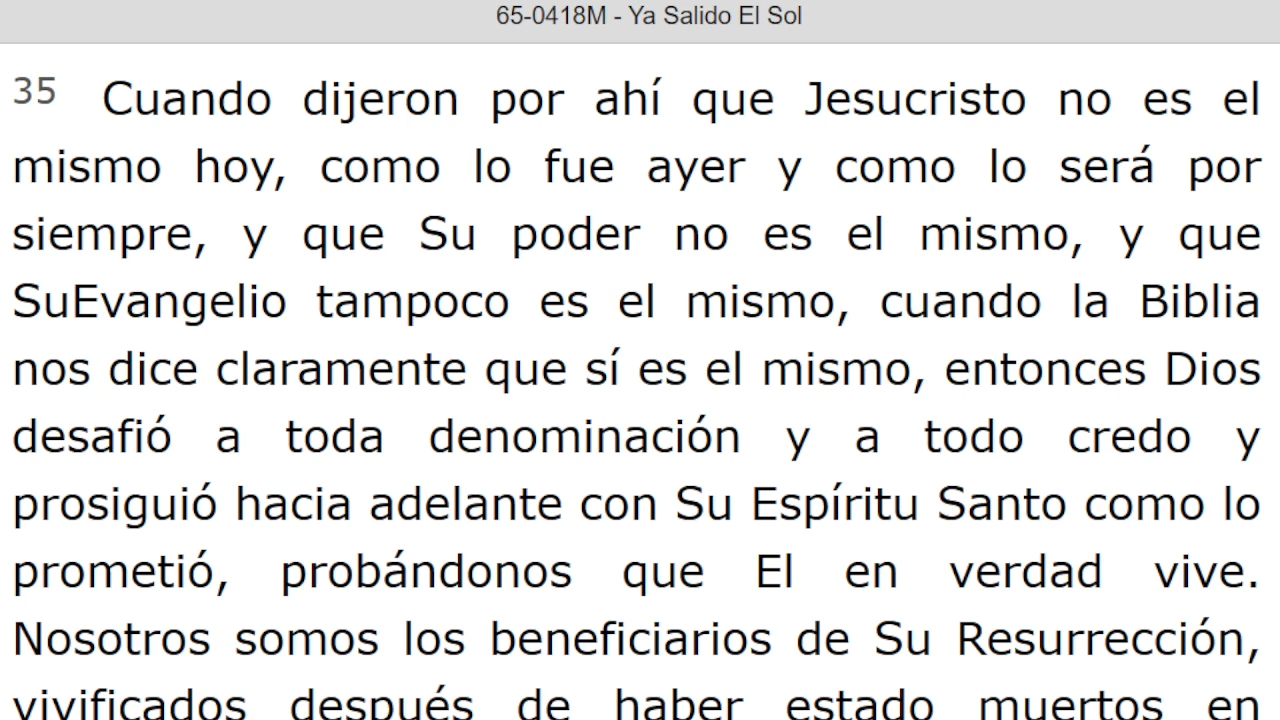 65-0418M - Ya Salido El Sol
35 Cuando dijeron por ahí que Jesucristo no es el
mismo hoy, como lo fue ayer y como lo será por
siempre, y que Su poder no es el mismo, y que
SuEvangelio tampoco es el mismo, cuando la Biblia
nos dice claramente que sí es el mismo, entonces Dios
desafió a toda denominación y a todo credo y
prosiguió hacia adelante con Su Espíritu Santo como lo
prometió, probándonos que El en verdad vive.
Nosotros somos los beneficiarios de Su Resurrección,
vivificados después de haber estado muertos en